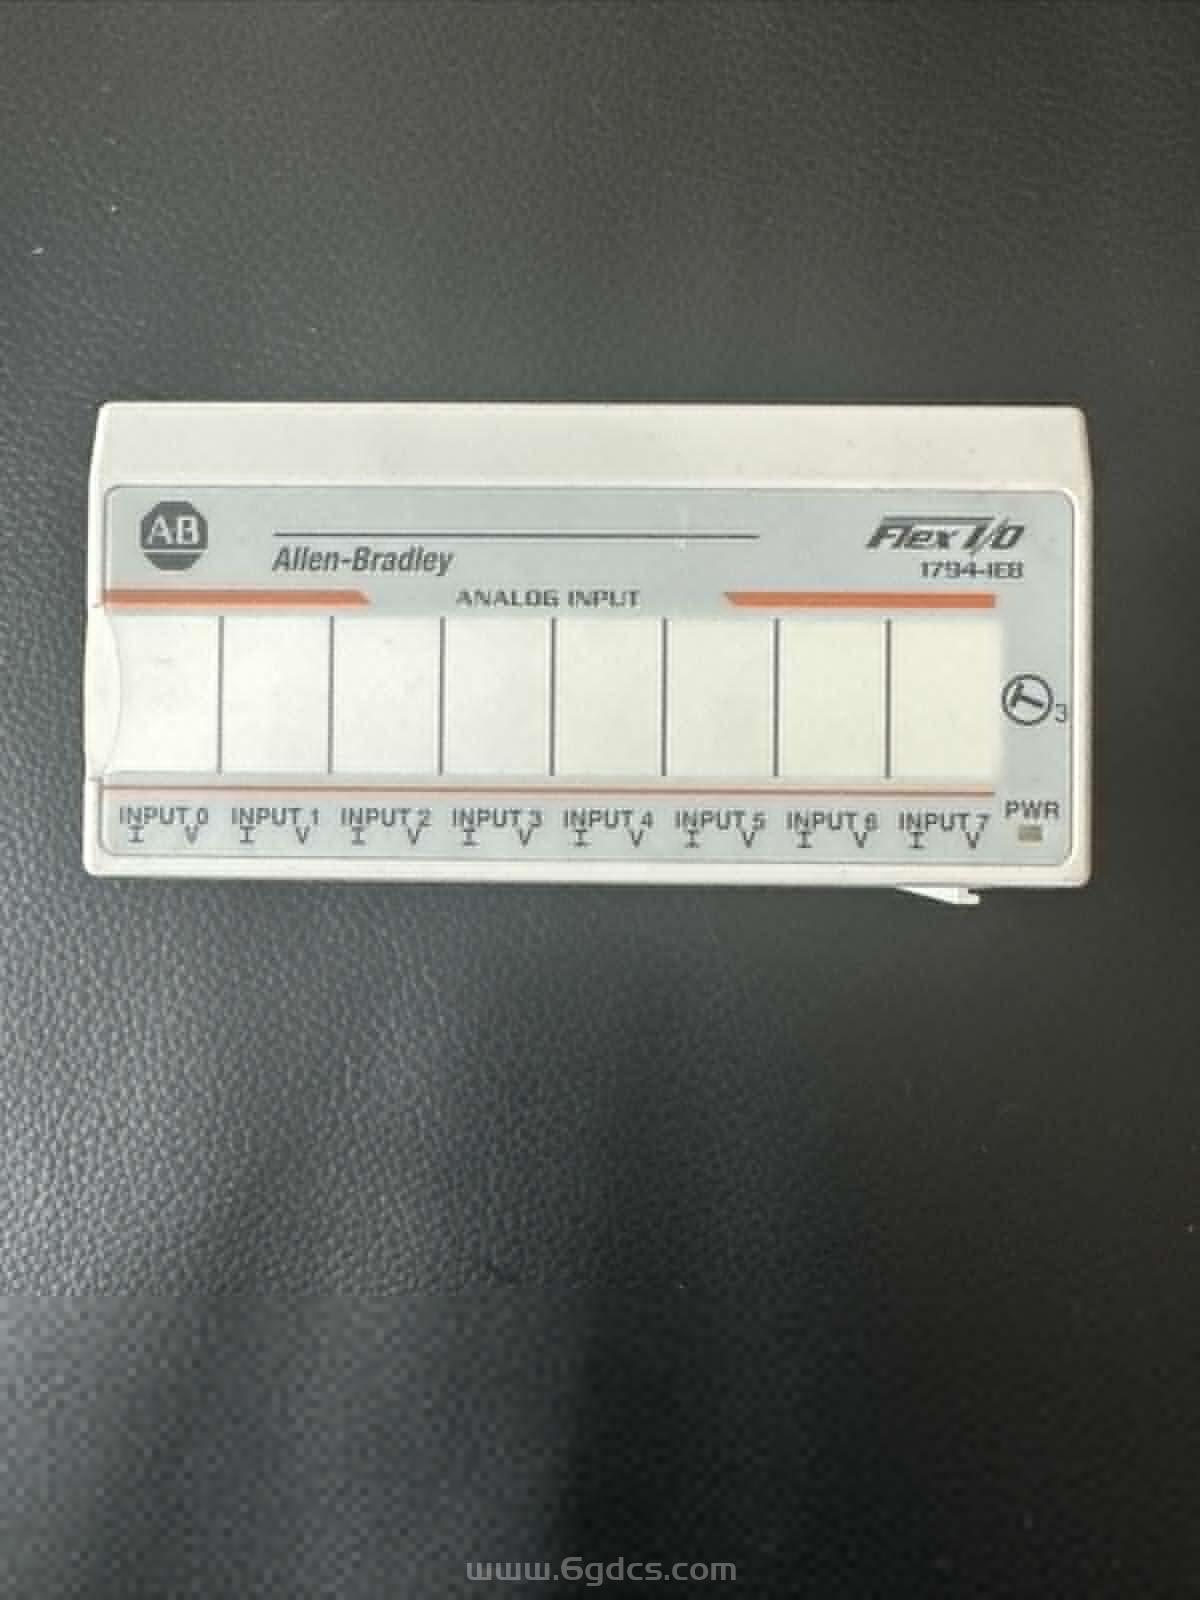 AB
Allen-Bradley
Flex I/O
1794-IE8
ANALOG INPUT
3
INPUT 0 INPUT 1 INPUT 2 INPUT 3 INPUT 4 INPUT 5 INPUT 6 INPUT 7 PWR
I V I V I V I V I V I V I V I V
www.6gdcs.com